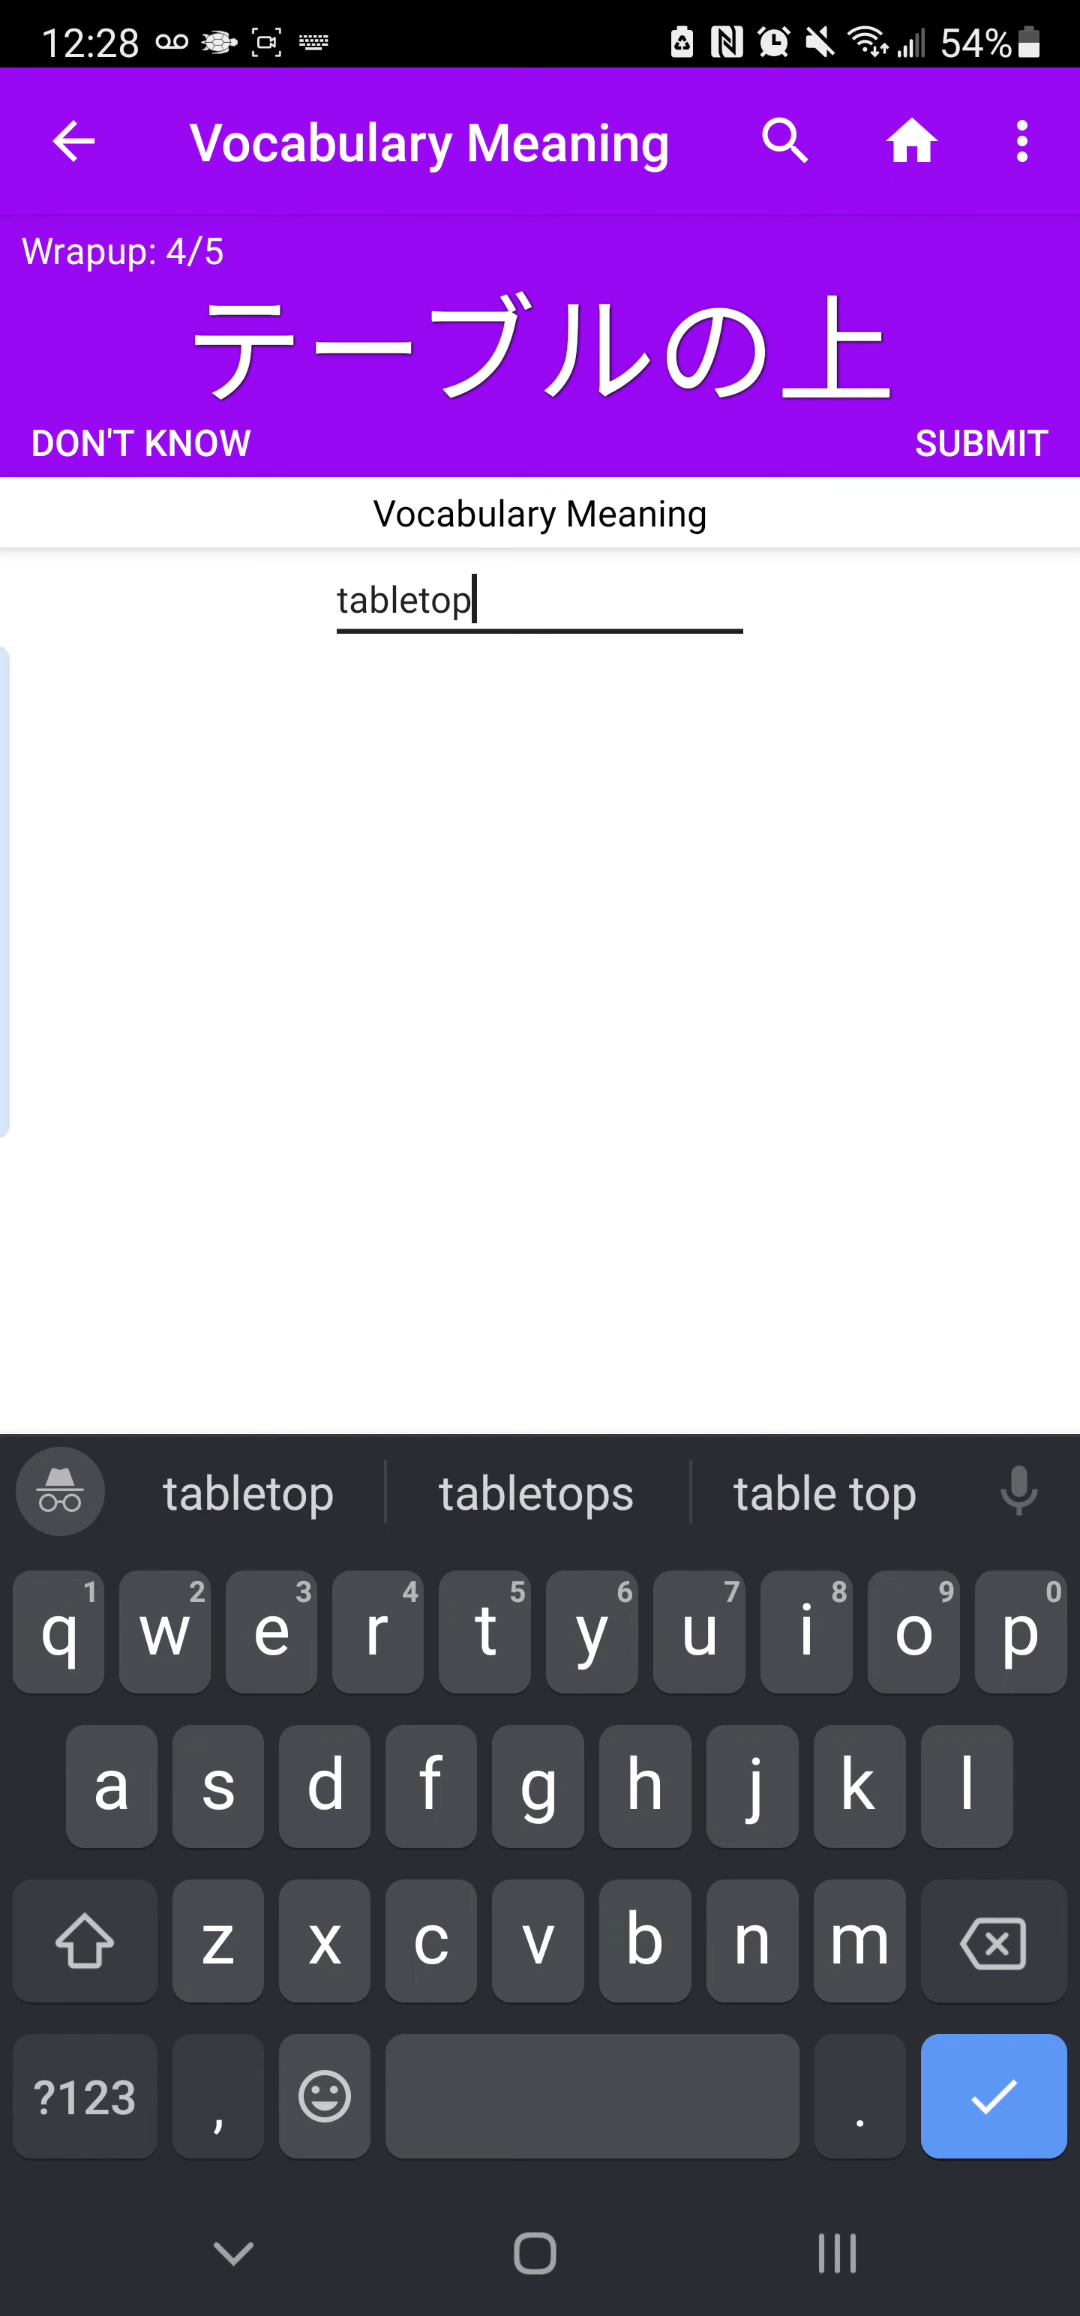 12:28 54%
Vocabulary Meaning
Wrapup: 4/5
テーブルの上
DON'T KNOW SUBMIT
Vocabulary Meaning
tabletop
tabletop tabletops table top
1 2 3 4 5 6 7 8 9 0
q w e r t y u i o p
a s d f g h j k l
z x c v b n m
?123 , .